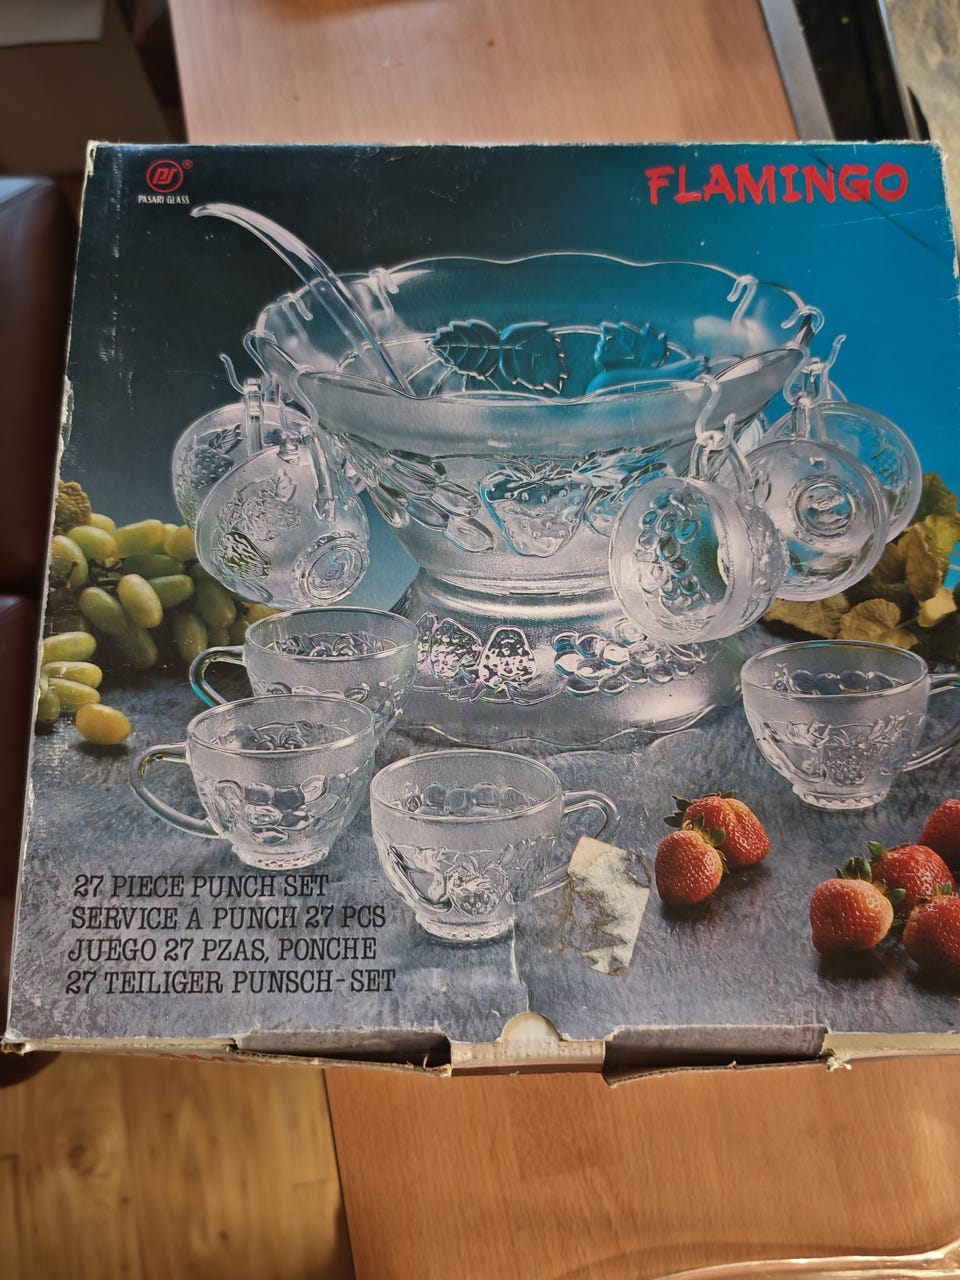 PS®
PASARI GLASS
FLAMINGO
27 PIECE PUNCH SET
SERVICE A PUNCH 27 PCS
JUEGO 27 PZAS, PONCHE
27 TEILIGER PUNSCH-SET